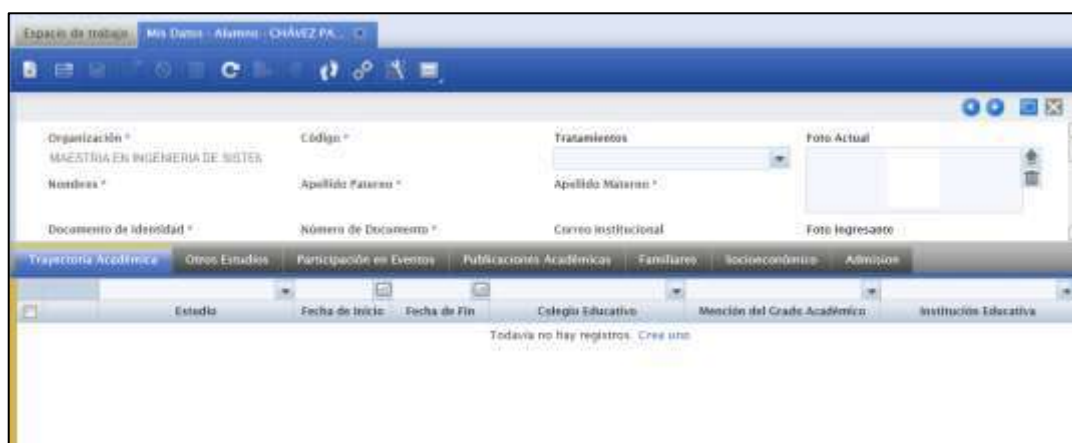 Espacio de trabajo Mis Datos - Alumno - CHÁVEZ PA...
Organización * Código * Tratamientos Foto Actual
MAESTRIA EN INGENIERIA DE SISTEM
Nombres * Apellido Paterno * Apellido Materno *
Documento de Identidad * Número de Documento * Correo Institucional Foto Ingresante
Trayectoria Académica Otros Estudios Participación en Eventos Publicaciones Académicas Familiares Socioeconómico Admision
Estudio Fecha de Inicio Fecha de Fin Colegio Educativo Mención del Grado Académico Institución Educativa
Todavía no hay registros. Cree uno